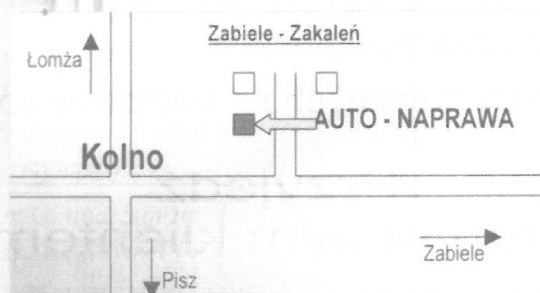 Zabiele - Zakaleń
Łomża
AUTO - NAPRAWA
Kolno
Zabiele
Pisz